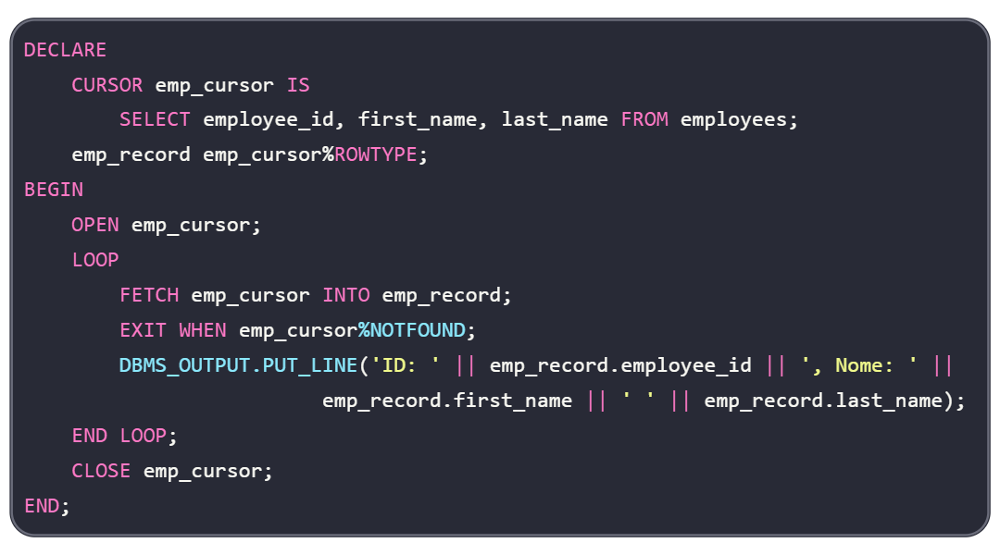 DECLARE
    CURSOR emp_cursor IS
        SELECT employee_id, first_name, last_name FROM employees;
    emp_record emp_cursor%ROWTYPE;
BEGIN
    OPEN emp_cursor;
    LOOP
        FETCH emp_cursor INTO emp_record;
        EXIT WHEN emp_cursor%NOTFOUND;
        DBMS_OUTPUT.PUT_LINE('ID: ' || emp_record.employee_id || ', Nome: ' ||
                         emp_record.first_name || ' ' || emp_record.last_name);
    END LOOP;
    CLOSE emp_cursor;
END;